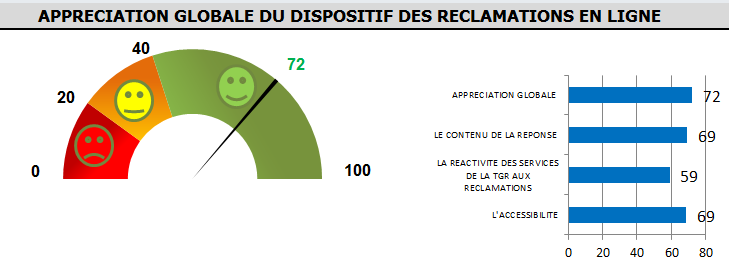 APPRECIATION GLOBALE DU DISPOSITIF DES RECLAMATIONS EN LIGNE
40
72
20
0
100
APPRECIATION GLOBALE
72
LE CONTENU DE LA REPONSE
69
LA REACTIVITE DES SERVICES
DE LA TGR AUX
RECLAMATIONS
59
L'ACCESSIBILITE
69
0 20 40 60 80